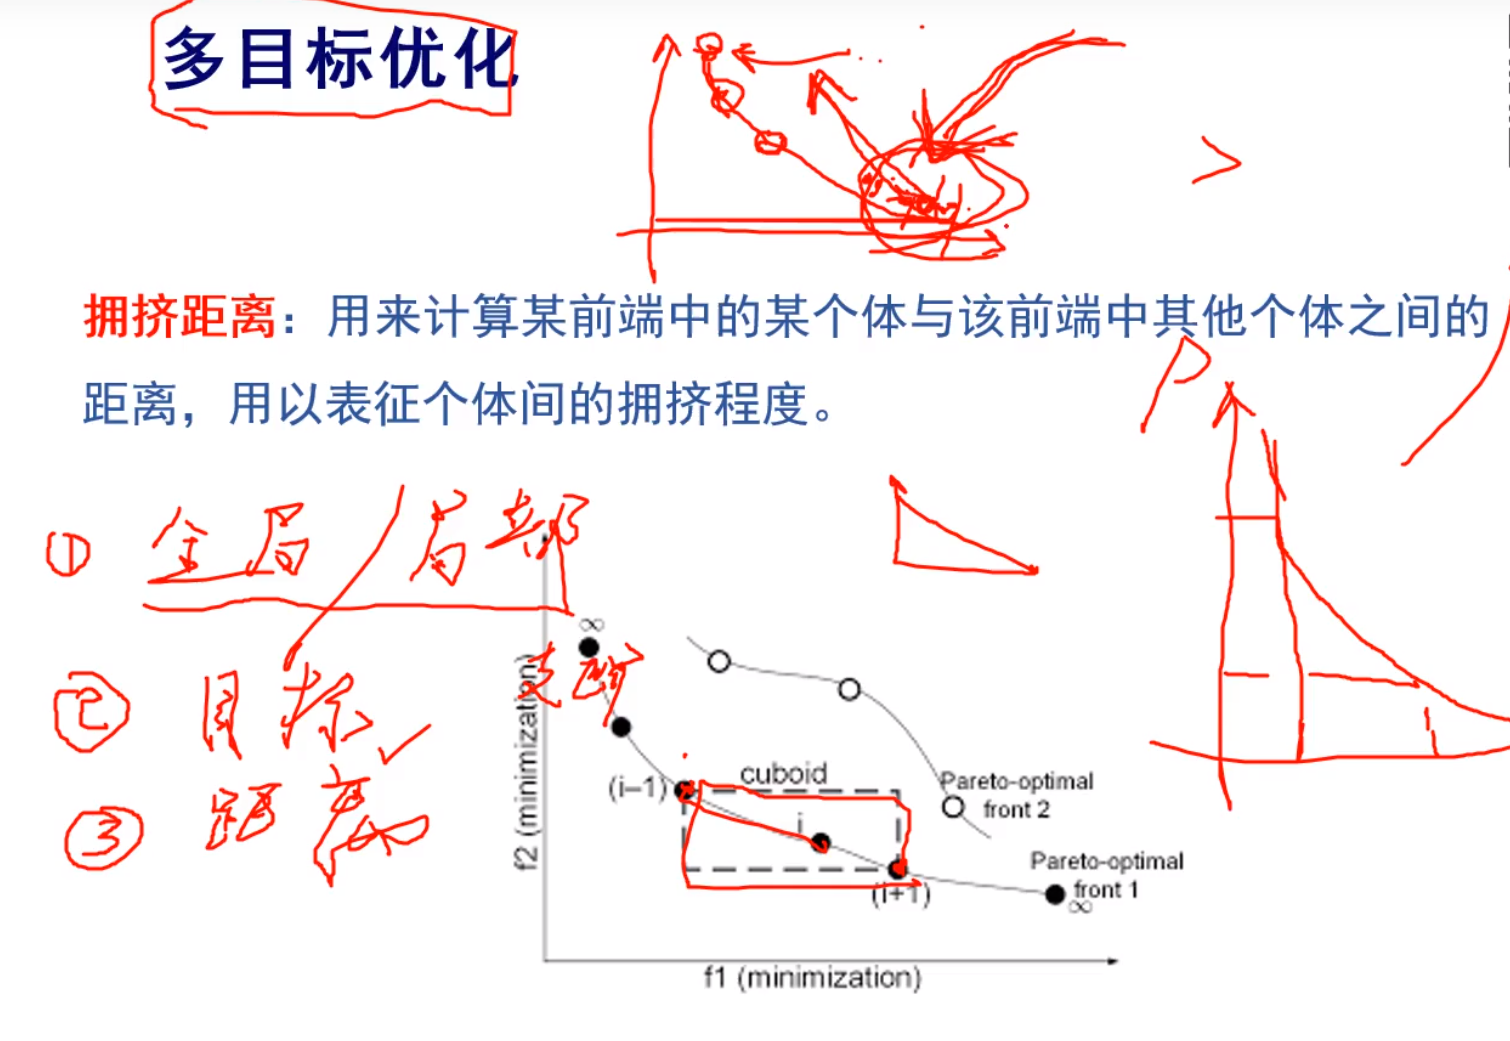 多目标优化
>
拥挤距离：用来计算某前端中的某个体与该前端中其他个体之间的
距离，用以表征个体间的拥挤程度。
P
① 全局/局部
∞
② 目标
支配
③ 距离
f2 (minimization)
cuboid
(i−1)
i
(i+1)
Pareto-optimal
front 2
Pareto-optimal
front 1
∞
f1 (minimization)